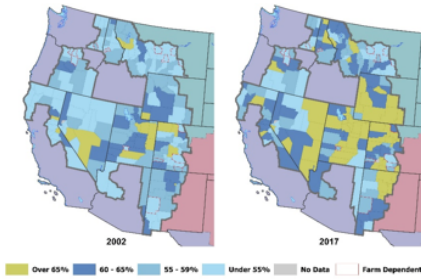 2002
2017
Over 65%
60 - 65%
55 - 59%
Under 55%
No Data
Farm Dependent